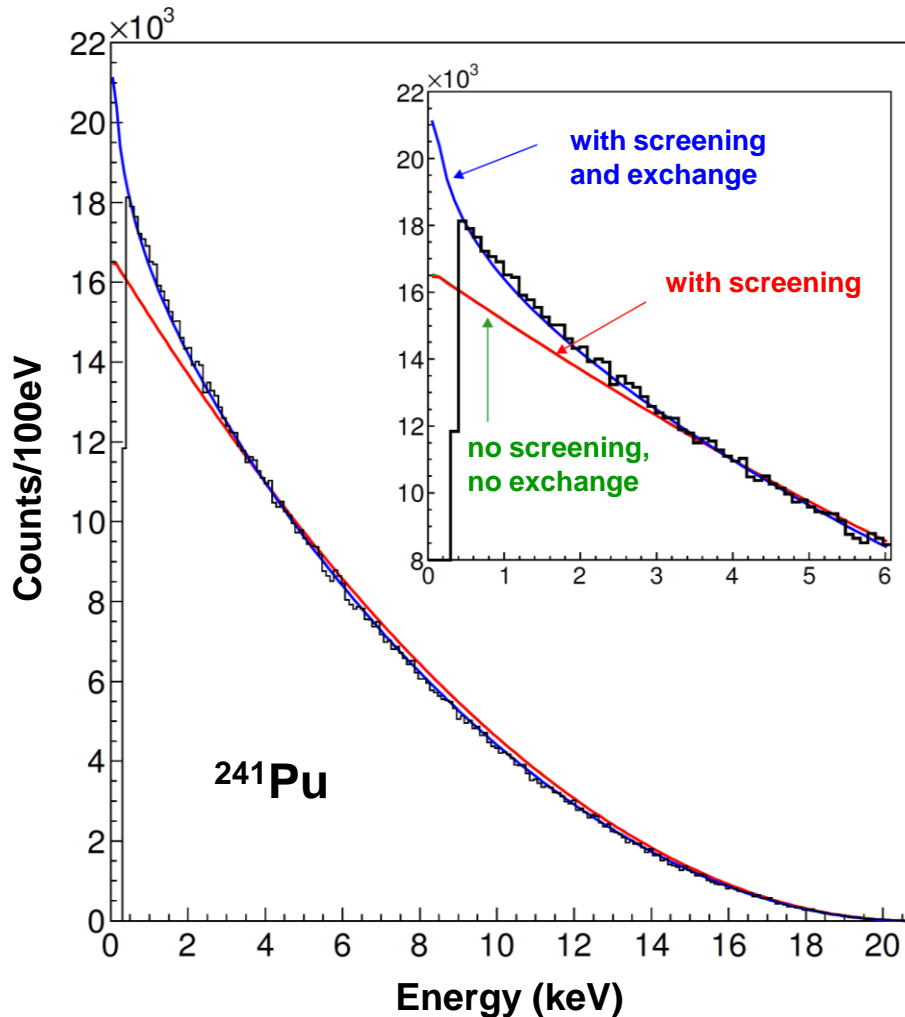 ×10³
22
20
18
16
14
12
10
8
6
4
2
0
0 2 4 6 8 10 12 14 16 18 20
Counts/100eV
Energy (keV)
²⁴¹Pu
×10³
22
20
18
16
14
12
10
8
0 1 2 3 4 5 6
with screening
and exchange
with screening
no screening,
no exchange